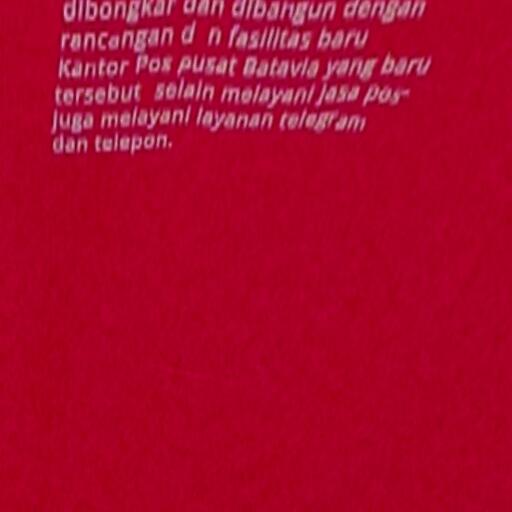 dibongkar dan dibangun dengan
rancangan d n fasilitas baru
Kantor Pos pusat Batavia yang baru
tersebut selain melayani jasa pos-
juga melayani layanan telegram
dan telepon.